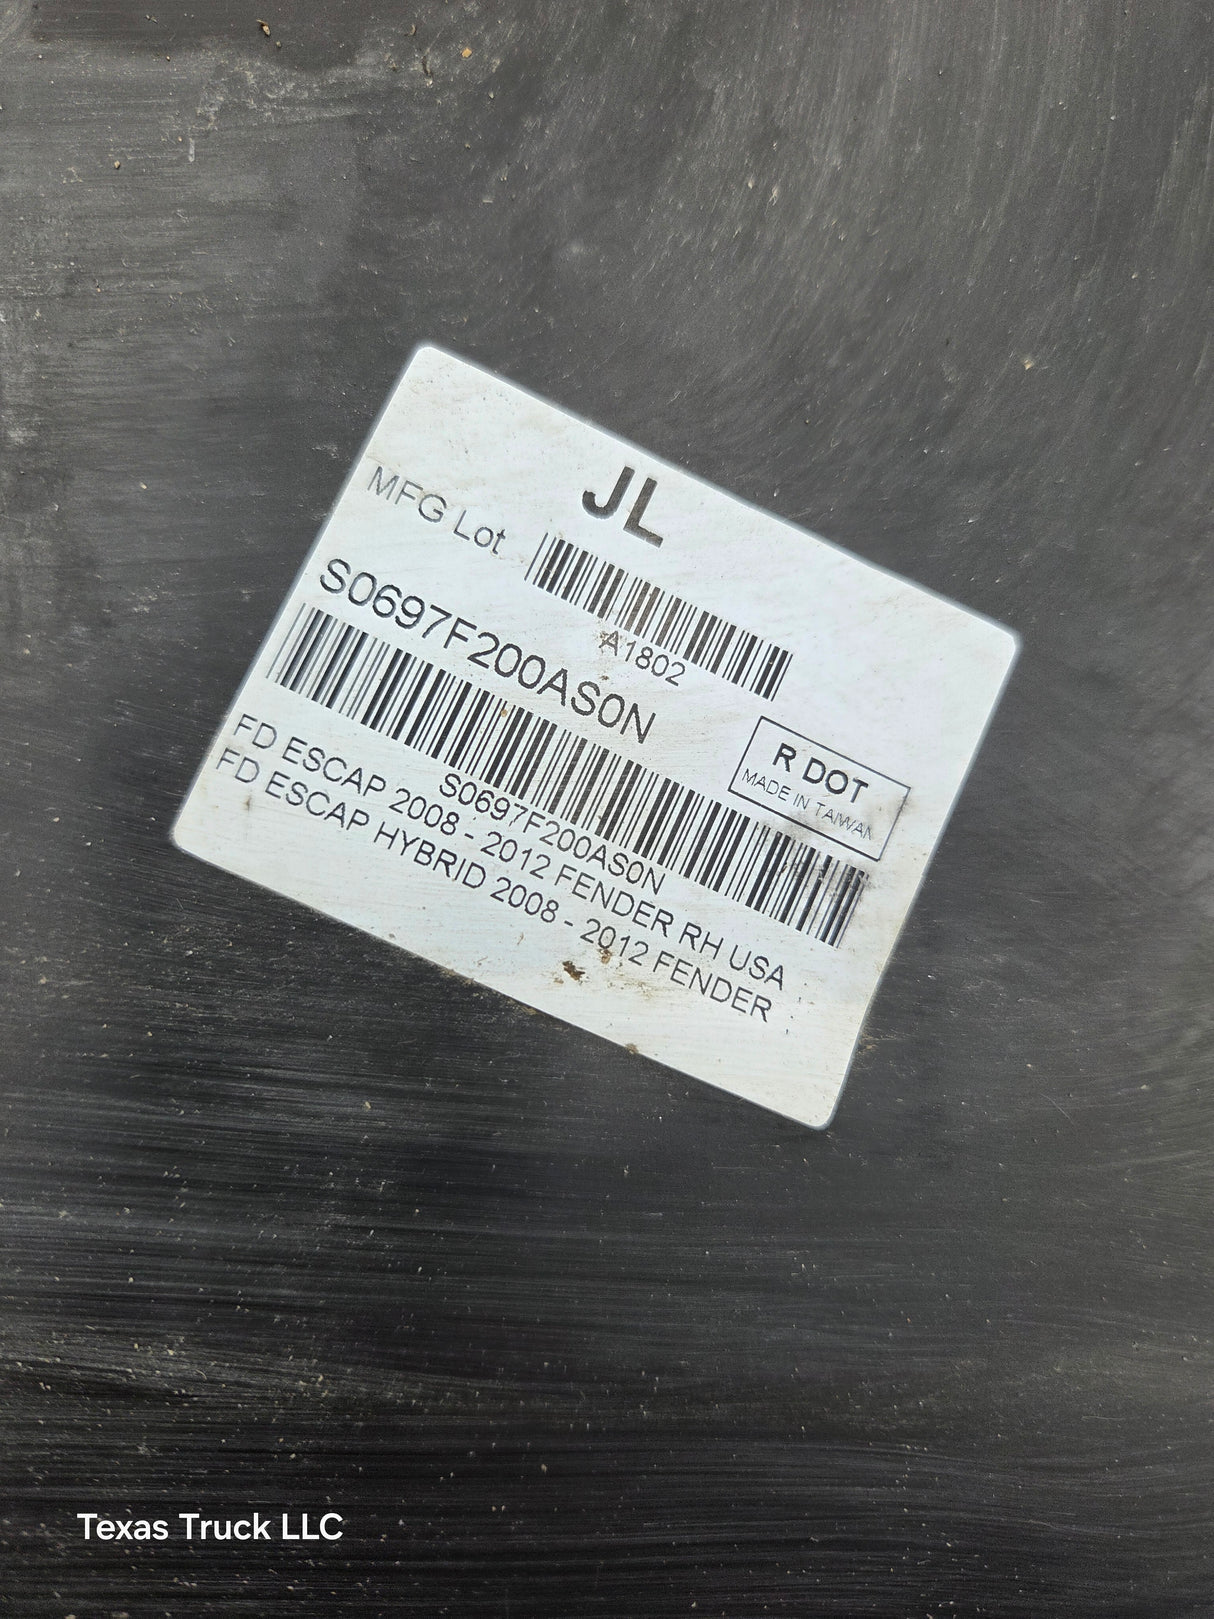 JL
MFG Lot
A1802
S0697F200AS0N
R DOT
MADE IN TAIWAN
S0697F200AS0N
FD ESCAP 2008 - 2012 FENDER RH USA
FD ESCAP HYBRID 2008 - 2012 FENDER
Texas Truck LLC